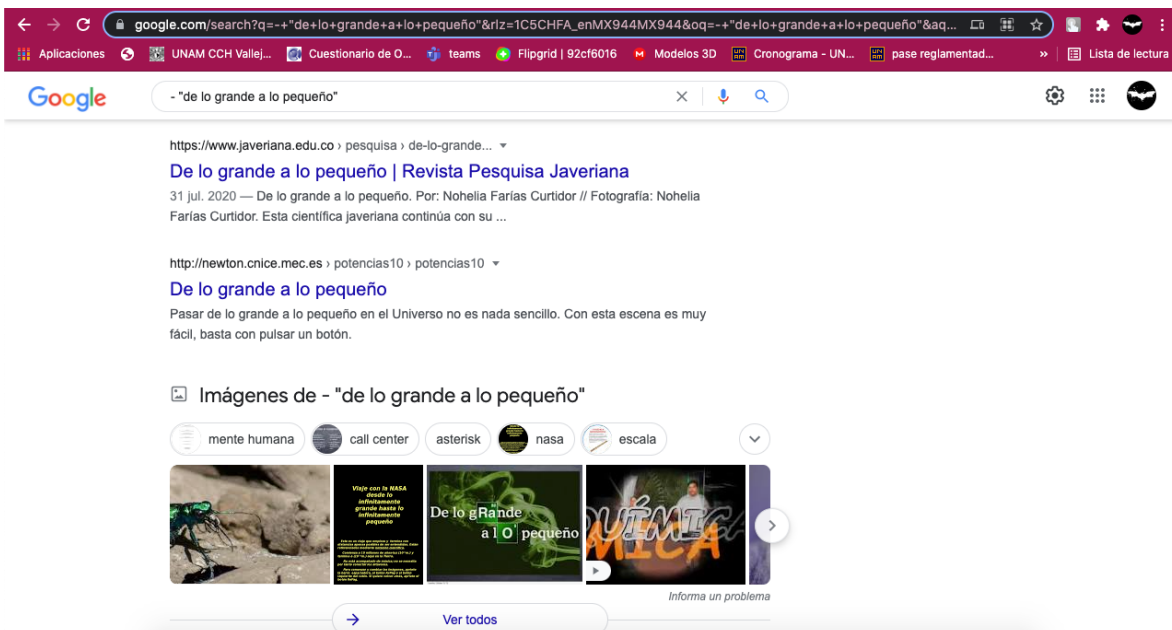 google.com/search?q=-+"de+lo+grande+a+lo+pequeño"&rlz=1C5CHFA_enMX944MX944&oq=-+"de+lo+grande+a+lo+pequeño"&aq...
Aplicaciones UNAM CCH Vallej... Cuestionario de O... teams Flipgrid | 92cf6016 Modelos 3D Cronograma - UN... pase reglamentad... » Lista de lectura
Google - "de lo grande a lo pequeño"
https://www.javeriana.edu.co › pesquisa › de-lo-grande...
De lo grande a lo pequeño | Revista Pesquisa Javeriana
31 jul. 2020 — De lo grande a lo pequeño. Por: Nohelia Farías Curtidor // Fotografía: Nohelia
Farías Curtidor. Esta científica javeriana continúa con su ...
http://newton.cnice.mec.es › potencias10 › potencias10
De lo grande a lo pequeño
Pasar de lo grande a lo pequeño en el Universo no es nada sencillo. Con esta escena es muy
fácil, basta con pulsar un botón.
Imágenes de - "de lo grande a lo pequeño"
mente humana call center asterisk nasa escala
Viaje con la NASA
desde lo
infinitamente
grande hasta lo
infinitamente
pequeño
De lo gRande
a lO pequeño
QUÍMICA
Informa un problema
Ver todos